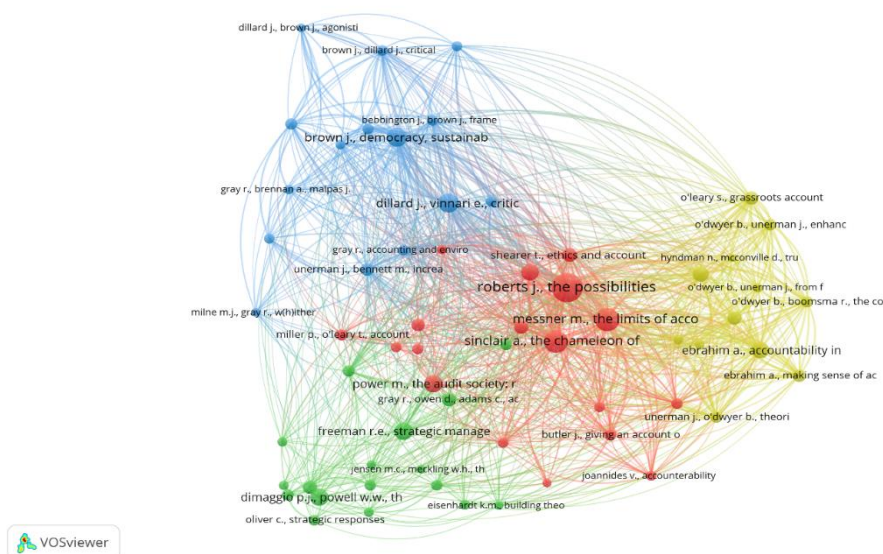 dillard j., brown j., agonisti
brown j., dillard j., critical
bebbington j., brown j., frame
brown j., democracy, sustainab
gray r., brennan a., malpas j.
o'leary s., grassroots account
dillard j., vinnari e., critic
o'dwyer b., unerman j., enhanc
gray r., accounting and enviro
shearer t., ethics and account
hyndman n., mcconville d., tru
unerman j., bennett m., increa
roberts j., the possibilities
o'dwyer b., unerman j., from f
o'dwyer b., boomsma r., the co
milne m.j., gray r., w(h)ither
messner m., the limits of acco
miller p., o'leary t., account
sinclair a., the chameleon of
ebrahim a., accountability in
ebrahim a., making sense of ac
power m., the audit society: r
gray r., owen d., adams c., ac
unerman j., o'dwyer b., theori
freeman r.e., strategic manage
butler j., giving an account o
jensen m.c., meckling w.h., th
joannides v., accounterability
dimaggio p.j., powell w.w., th
eisenhardt k.m., building theo
oliver c., strategic responses
VOSviewer